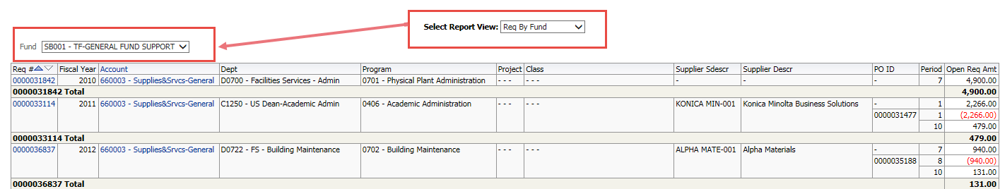 Select Report View: Req By Fund
Fund SB001 - TF-GENERAL FUND SUPPORT
Req # Fiscal Year Account Dept Program Project Class Supplier Sdescr Supplier Descr PO ID Period Open Req Amt
0000031842 2010 660003 - Supplies&Srvcs-General D0700 - Facilities Services - Admin 0701 - Physical Plant Administration - - - - - - - - - 7 4,900.00
0000031842 Total 4,900.00
0000033114 2011 660003 - Supplies&Srvcs-General C1250 - US Dean-Academic Admin 0406 - Academic Administration - - - - - - KONICA MIN-001 Konica Minolta Business Solutions - 1 2,266.00
0000031477 1 (2,266.00)
10 479.00
0000033114 Total 479.00
0000036837 2012 660003 - Supplies&Srvcs-General D0722 - FS - Building Maintenance 0702 - Building Maintenance - - - - - - ALPHA MATE-001 Alpha Materials - 7 940.00
0000035188 8 (940.00)
10 131.00
0000036837 Total 131.00